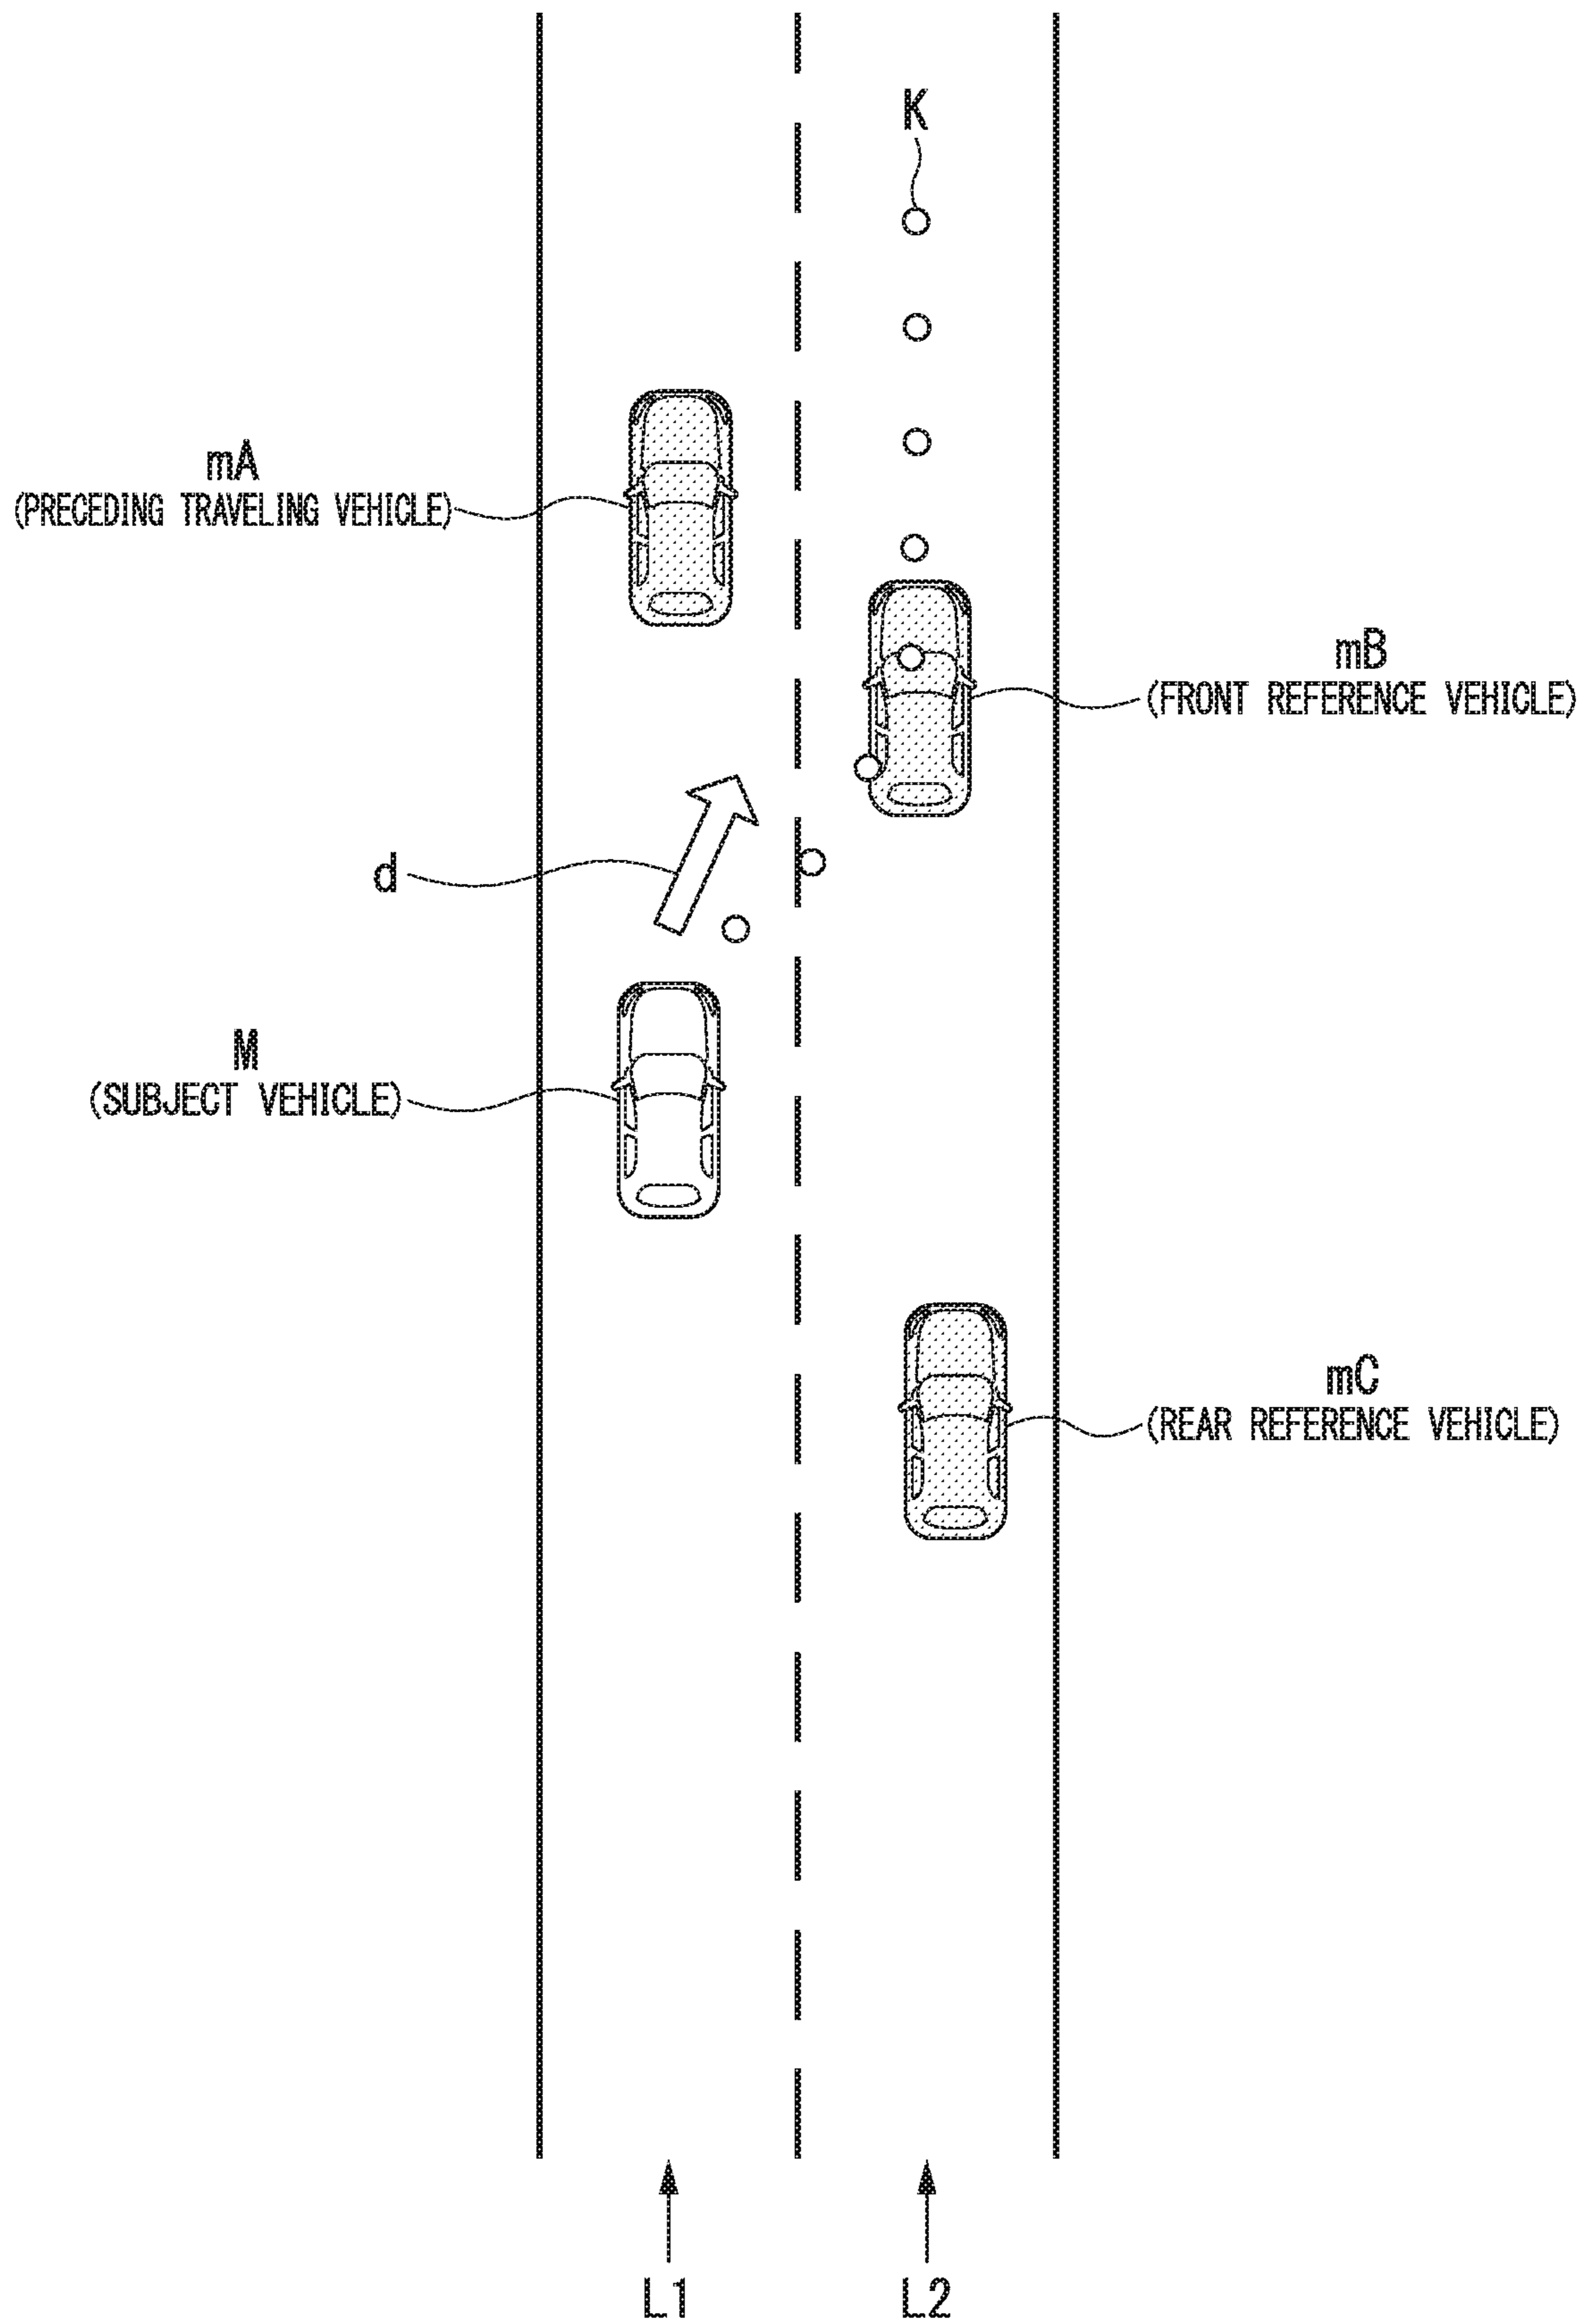 K
mA
(PRECEDING TRAVELING VEHICLE)
mB
(FRONT REFERENCE VEHICLE)
d
M
(SUBJECT VEHICLE)
mC
(REAR REFERENCE VEHICLE)
L1
L2